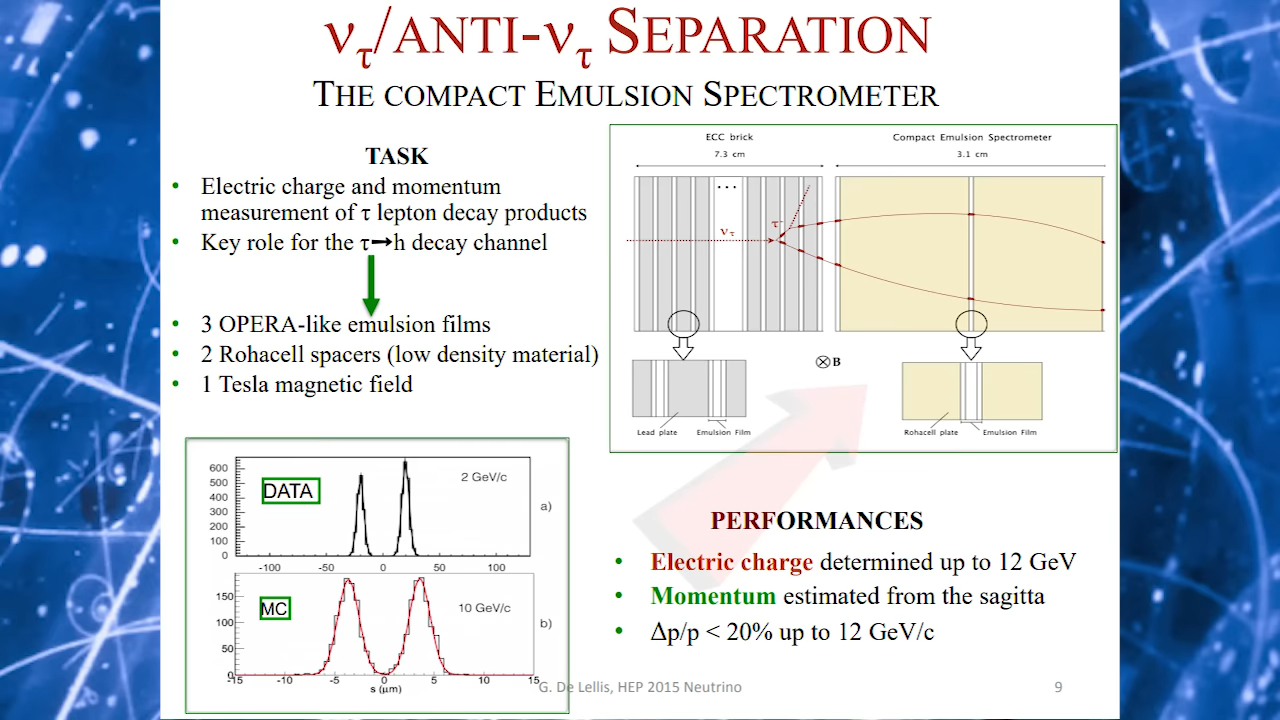 ντ/ANTI-ντ SEPARATION
THE COMPACT EMULSION SPECTROMETER
TASK
• Electric charge and momentum
measurement of τ lepton decay products
• Key role for the τ→h decay channel
• 3 OPERA-like emulsion films
• 2 Rohacell spacers (low density material)
• 1 Tesla magnetic field
ECC brick
7.3 cm
Compact Emulsion Spectrometer
3.1 cm
...
ντ
τ-
⊗B
Lead plate
Emulsion Film
Rohacell plate
Emulsion Film
DATA
2 GeV/c
a)
600
500
400
300
200
100
0
-100 -50 0 50 100
MC
10 GeV/c
b)
150
100
50
0
-15 -10 -5 0 5 10 15
s (μm)
PERFORMANCES
• Electric charge determined up to 12 GeV
• Momentum estimated from the sagitta
• Δp/p < 20% up to 12 GeV/c
G. De Lellis, HEP 2015 Neutrino
9